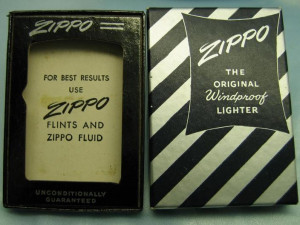 ZIPPO
FOR BEST RESULTS
USE
ZIPPO
FLINTS AND
ZIPPO FLUID
UNCONDITIONALLY
GUARANTEED
ZIPPO
THE
ORIGINAL
Windproof
LIGHTER